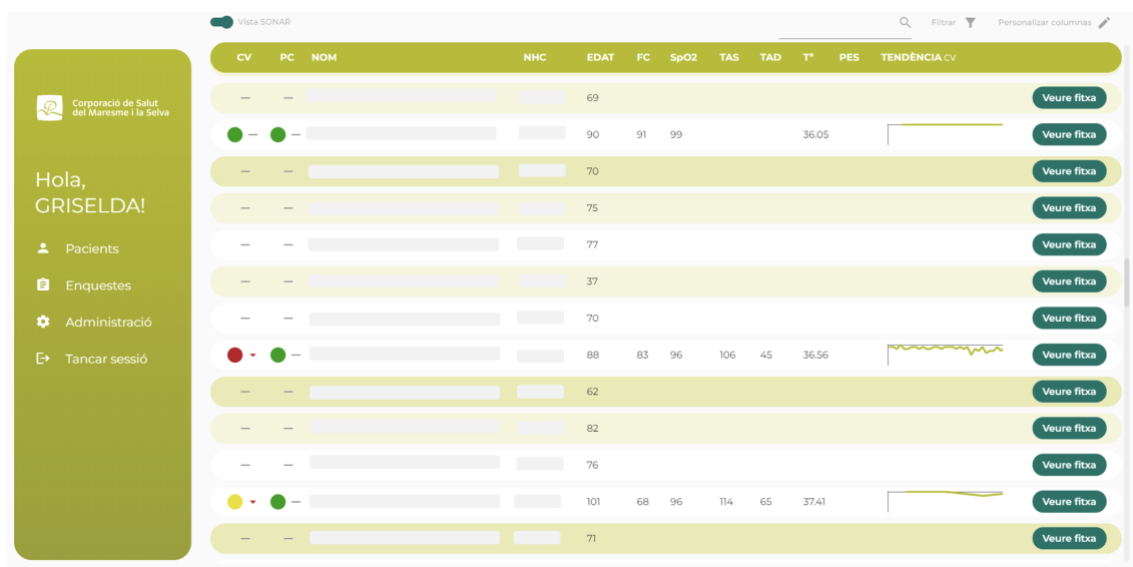 Vista SONAR
Filtrar
Personalizar columnas
CV PC NOM NHC EDAT FC SpO2 TAS TAD Tª PES TENDÈNCIA CV
Corporació de Salut
del Maresme i la Selva
Hola,
GRISELDA!
Pacients
Enquestes
Administració
Tancar sessió
— — 69 Veure fitxa
— — 90 91 99 36.05 Veure fitxa
— — 70 Veure fitxa
— — 75 Veure fitxa
— — 77 Veure fitxa
— — 37 Veure fitxa
— — 70 Veure fitxa
— 88 83 96 106 45 36.56 Veure fitxa
— — 62 Veure fitxa
— — 82 Veure fitxa
— — 76 Veure fitxa
— 101 68 96 114 65 37.41 Veure fitxa
— — 71 Veure fitxa